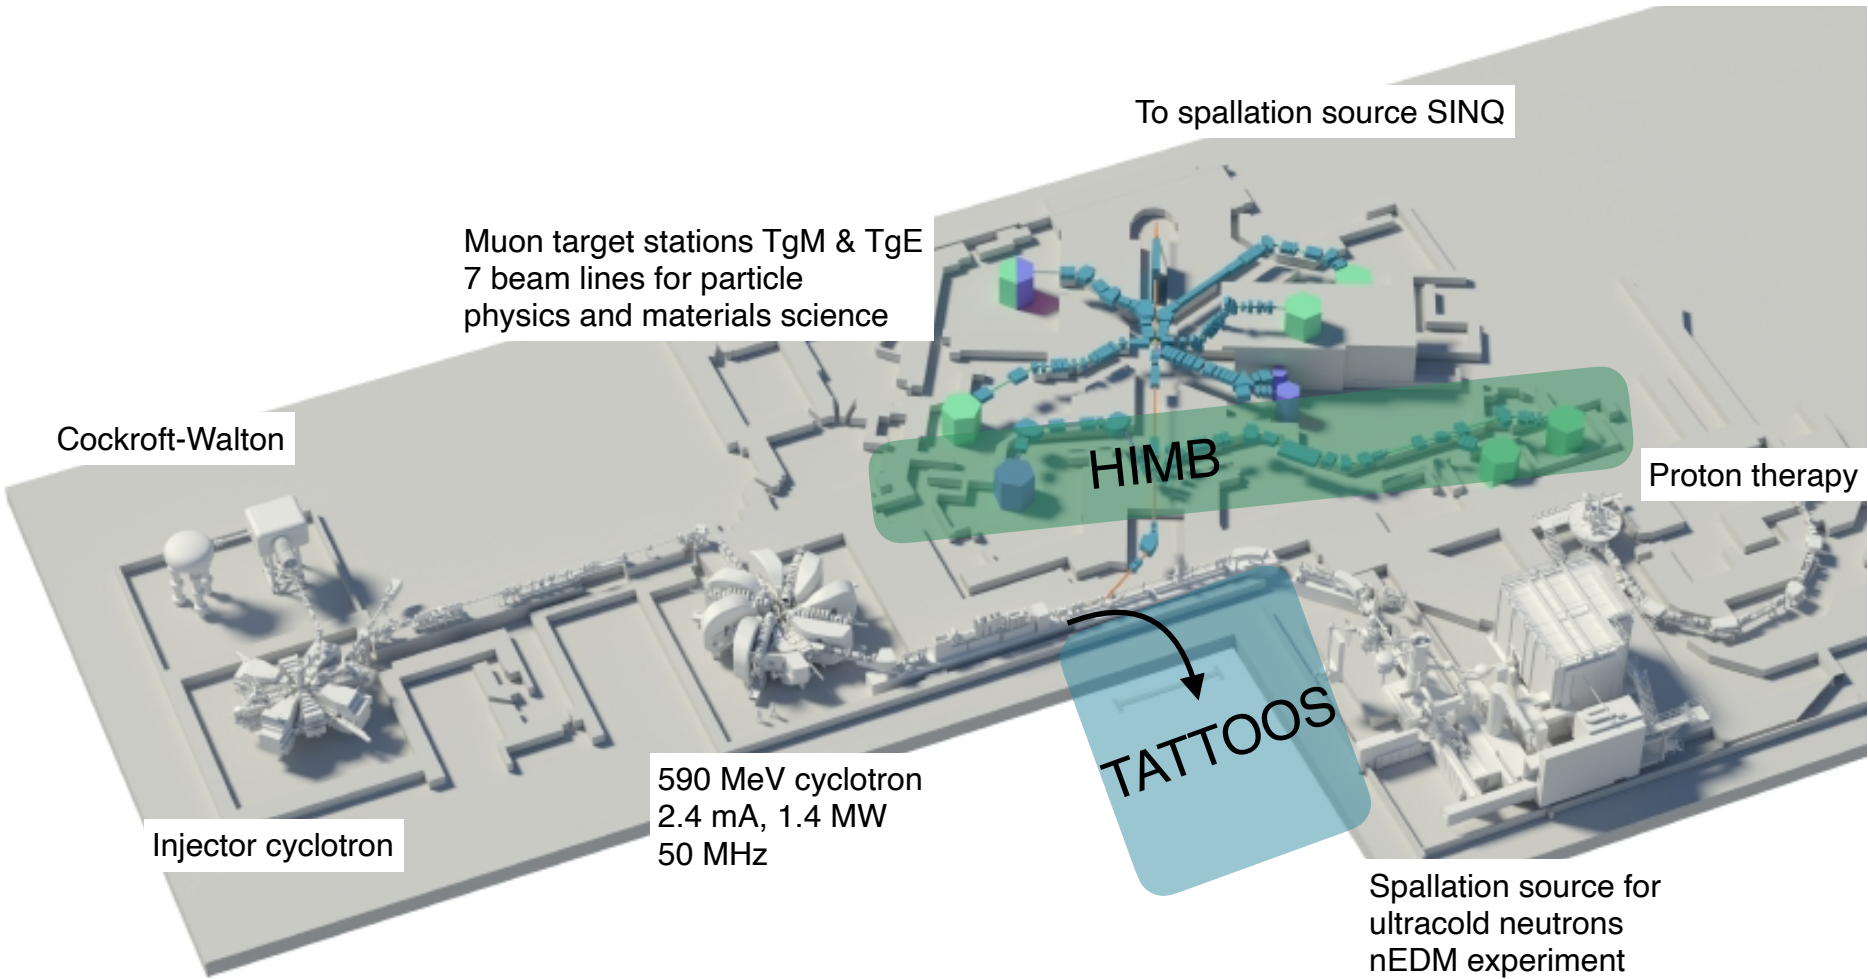 To spallation source SINQ
Muon target stations TgM & TgE
7 beam lines for particle
physics and materials science
Cockroft-Walton
HIMB
Proton therapy
TATTOOS
590 MeV cyclotron
2.4 mA, 1.4 MW
50 MHz
Injector cyclotron
Spallation source for
ultracold neutrons
nEDM experiment